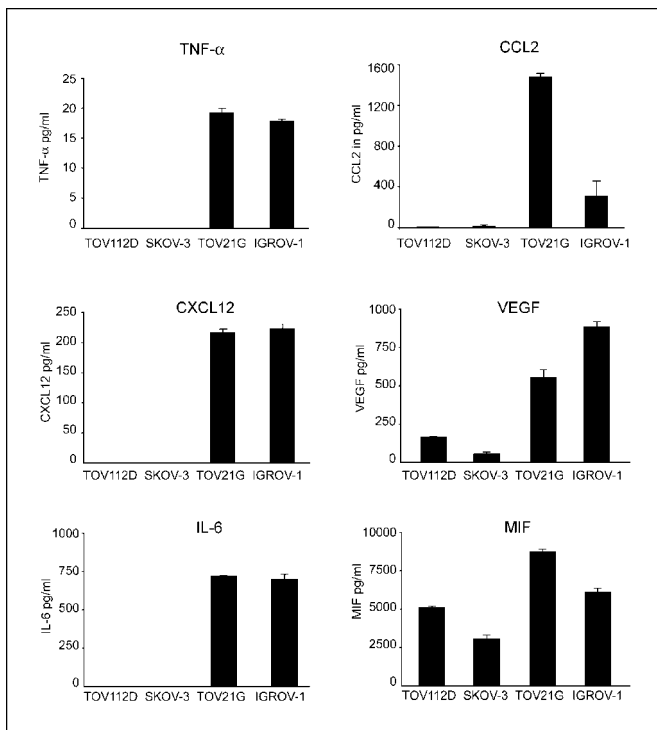 TNF-α
TNF-α pg/ml
25
20
15
10
5
0
TOV112D SKOV-3 TOV21G IGROV-1
CCL2
CCL2 in pg/ml
1600
1200
800
400
0
TOV112D SKOV-3 TOV21G IGROV-1
CXCL12
CXCL12 pg/ml
250
200
150
100
50
0
TOV112D SKOV-3 TOV21G IGROV-1
VEGF
VEGF pg/ml
1000
750
500
250
0
TOV112D SKOV-3 TOV21G IGROV-1
IL-6
IL-6 pg/ml
1000
750
500
250
0
TOV112D SKOV-3 TOV21G IGROV-1
MIF
MIF pg/ml
10000
7500
5000
2500
0
TOV112D SKOV-3 TOV21G IGROV-1